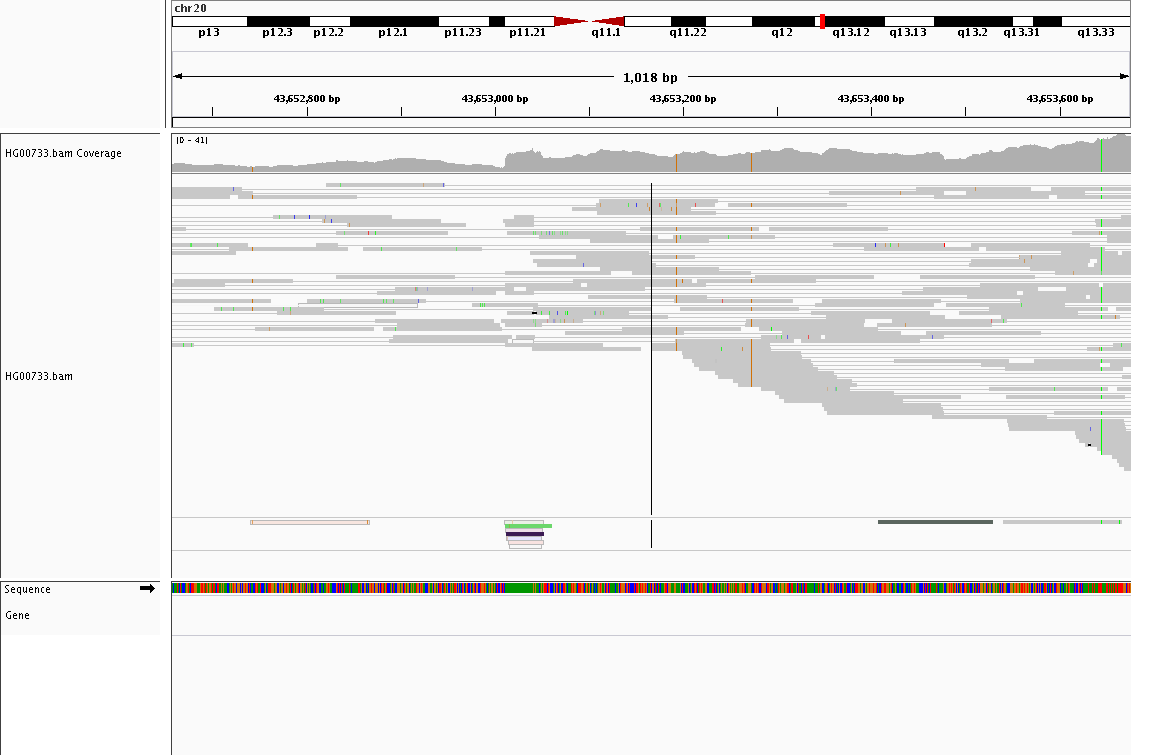 chr20
p13 p12.3 p12.2 p12.1 p11.23 p11.21 q11.1 q11.22 q12 q13.12 q13.13 q13.2 q13.31 q13.33
1,018 bp
43,652,800 bp 43,653,000 bp 43,653,200 bp 43,653,400 bp 43,653,600 bp
[0 - 41]
HG00733.bam Coverage
HG00733.bam
Sequence
Gene